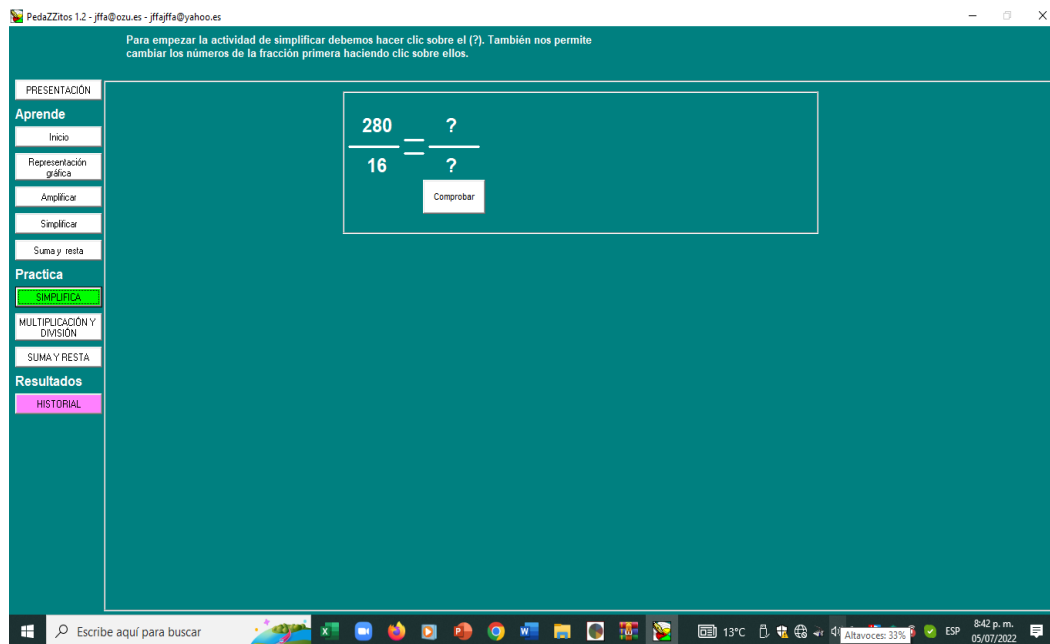 PedaZZitos 1.2 - jffa@ozu.es - jffajffa@yahoo.es
Para empezar la actividad de simplificar debemos hacer clic sobre el (?). También nos permite
cambiar los números de la fracción primera haciendo clic sobre ellos.
PRESENTACIÓN
Aprende
Inicio
Representación
gráfica
Amplificar
Simplificar
Suma y resta
Practica
SIMPLIFICA
MULTIPLICACIÓN Y
DIVISIÓN
SUMA Y RESTA
Resultados
HISTORIAL
280 = ?
16 ?
Comprobar
Escribe aquí para buscar
13°C
Altavoces: 33%
ESP
8:42 p. m.
05/07/2022